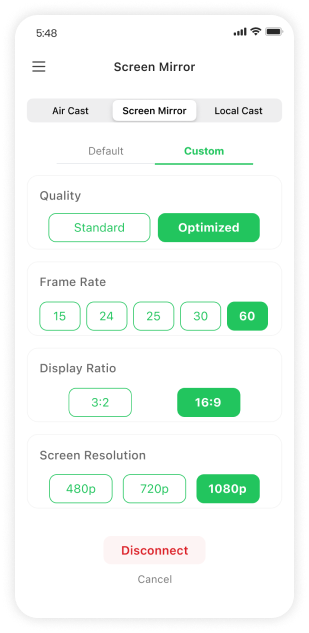 5:48
Screen Mirror
Air Cast Screen Mirror Local Cast
Default Custom
Quality
Standard Optimized
Frame Rate
15 24 25 30 60
Display Ratio
3:2 16:9
Screen Resolution
480p 720p 1080p
Disconnect
Cancel